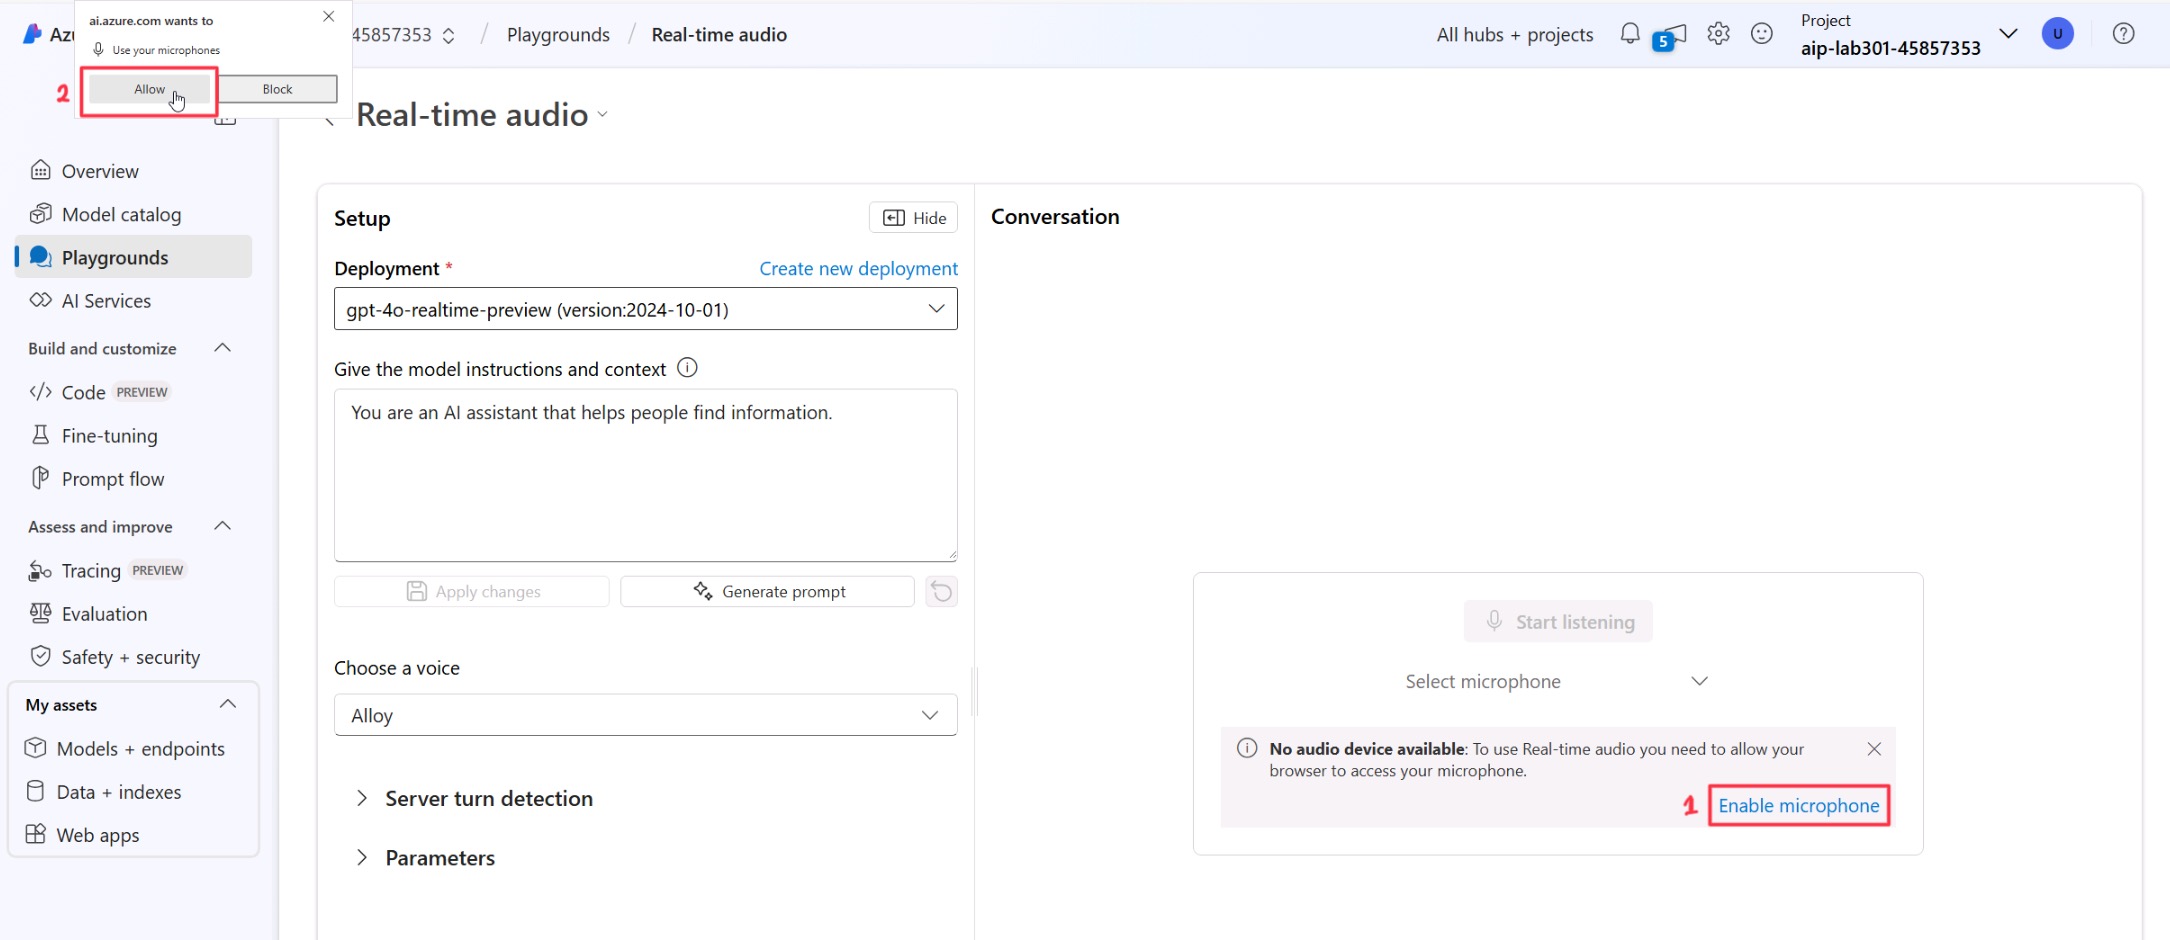 ai.azure.com wants to
Use your microphones
Allow
Block
2
Azu
45857353 / Playgrounds / Real-time audio
All hubs + projects
5
Project
aip-lab301-45857353
U
Real-time audio
Overview
Model catalog
Playgrounds
AI Services
Build and customize
Code PREVIEW
Fine-tuning
Prompt flow
Assess and improve
Tracing PREVIEW
Evaluation
Safety + security
My assets
Models + endpoints
Data + indexes
Web apps
Setup
Hide
Deployment *
Create new deployment
gpt-4o-realtime-preview (version:2024-10-01)
Give the model instructions and context
You are an AI assistant that helps people find information.
Apply changes
Generate prompt
Choose a voice
Alloy
Server turn detection
Parameters
Conversation
Start listening
Select microphone
No audio device available: To use Real-time audio you need to allow your
browser to access your microphone.
1
Enable microphone